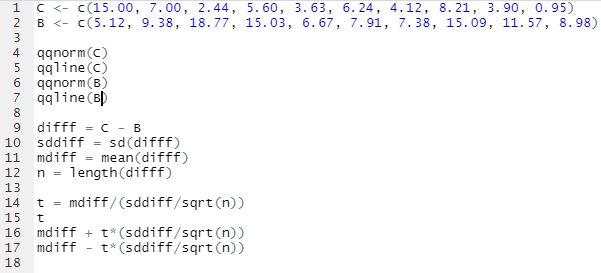 1 C <- c(15.00, 7.00, 2.44, 5.60, 3.63, 6.24, 4.12, 8.21, 3.90, 0.95)
2 B <- c(5.12, 9.38, 18.77, 15.03, 6.67, 7.91, 7.38, 15.09, 11.57, 8.98)
3
4 qqnorm(C)
5 qqline(C)
6 qqnorm(B)
7 qqline(B)
8
9 difff = C - B
10 sddiff = sd(difff)
11 mdiff = mean(difff)
12 n = length(difff)
13
14 t = mdiff/(sddiff/sqrt(n))
15 t
16 mdiff + t*(sddiff/sqrt(n))
17 mdiff - t*(sddiff/sqrt(n))
18